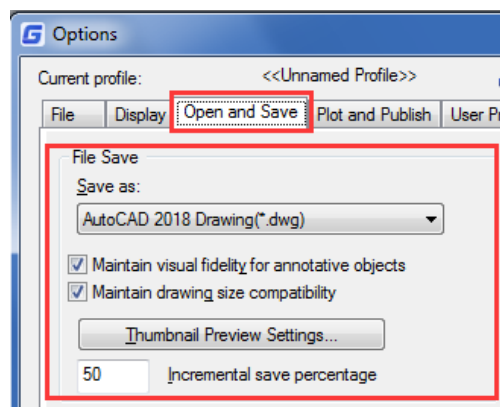 Options
Current profile: <<Unnamed Profile>>
File Display Open and Save Plot and Publish User
File Save
Save as:
AutoCAD 2018 Drawing(*.dwg)
Maintain visual fidelity for annotative objects
Maintain drawing size compatibility
Thumbnail Preview Settings...
50 Incremental save percentage